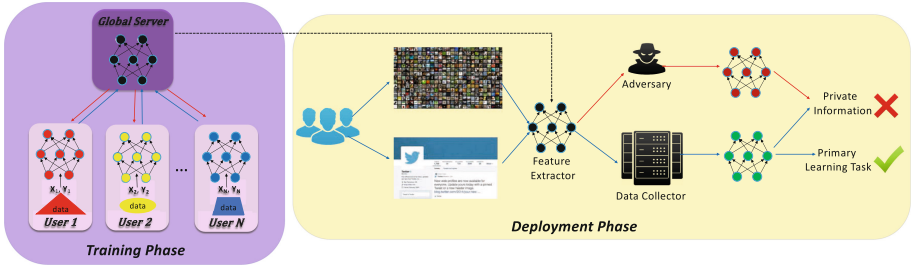 Global Server
X₁, Y₁
data
User 1
X₂, Y₂
data
User 2
...
Xₙ, Yₙ
data
User N
Training Phase
Feature
Extractor
Adversary
Data Collector
Private
Information
Primary
Learning Task
Deployment Phase